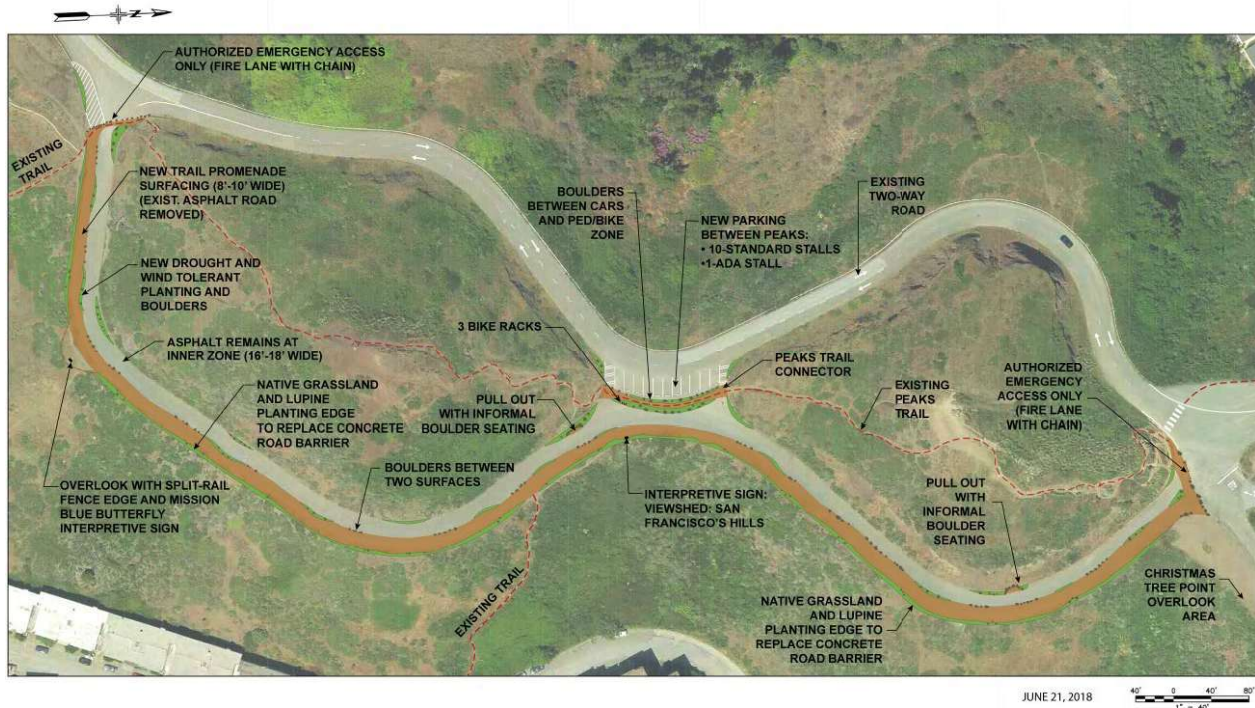 N
AUTHORIZED EMERGENCY ACCESS
ONLY (FIRE LANE WITH CHAIN)
EXISTING
TRAIL
NEW TRAIL PROMENADE
SURFACING (8'-10' WIDE)
(EXIST. ASPHALT ROAD
REMOVED)
NEW DROUGHT AND
WIND TOLERANT
PLANTING AND
BOULDERS
ASPHALT REMAINS AT
INNER ZONE (16'-18' WIDE)
NATIVE GRASSLAND
AND LUPINE
PLANTING EDGE
TO REPLACE CONCRETE
ROAD BARRIER
OVERLOOK WITH SPLIT-RAIL
FENCE EDGE AND MISSION
BLUE BUTTERFLY
INTERPRETIVE SIGN
BOULDERS BETWEEN
TWO SURFACES
PULL OUT
WITH INFORMAL
BOULDER SEATING
3 BIKE RACKS
BOULDERS
BETWEEN CARS
AND PED/BIKE
ZONE
NEW PARKING
BETWEEN PEAKS:
• 10-STANDARD STALLS
•1-ADA STALL
EXISTING
TWO-WAY
ROAD
PEAKS TRAIL
CONNECTOR
EXISTING
PEAKS
TRAIL
AUTHORIZED
EMERGENCY
ACCESS ONLY
(FIRE LANE
WITH CHAIN)
INTERPRETIVE SIGN:
VIEWSHED: SAN
FRANCISCO'S HILLS
PULL OUT
WITH
INFORMAL
BOULDER
SEATING
EXISTING TRAIL
NATIVE GRASSLAND
AND LUPINE
PLANTING EDGE TO
REPLACE CONCRETE
ROAD BARRIER
CHRISTMAS
TREE POINT
OVERLOOK
AREA
JUNE 21, 2018
40' 0 40' 80'
1" = 40'